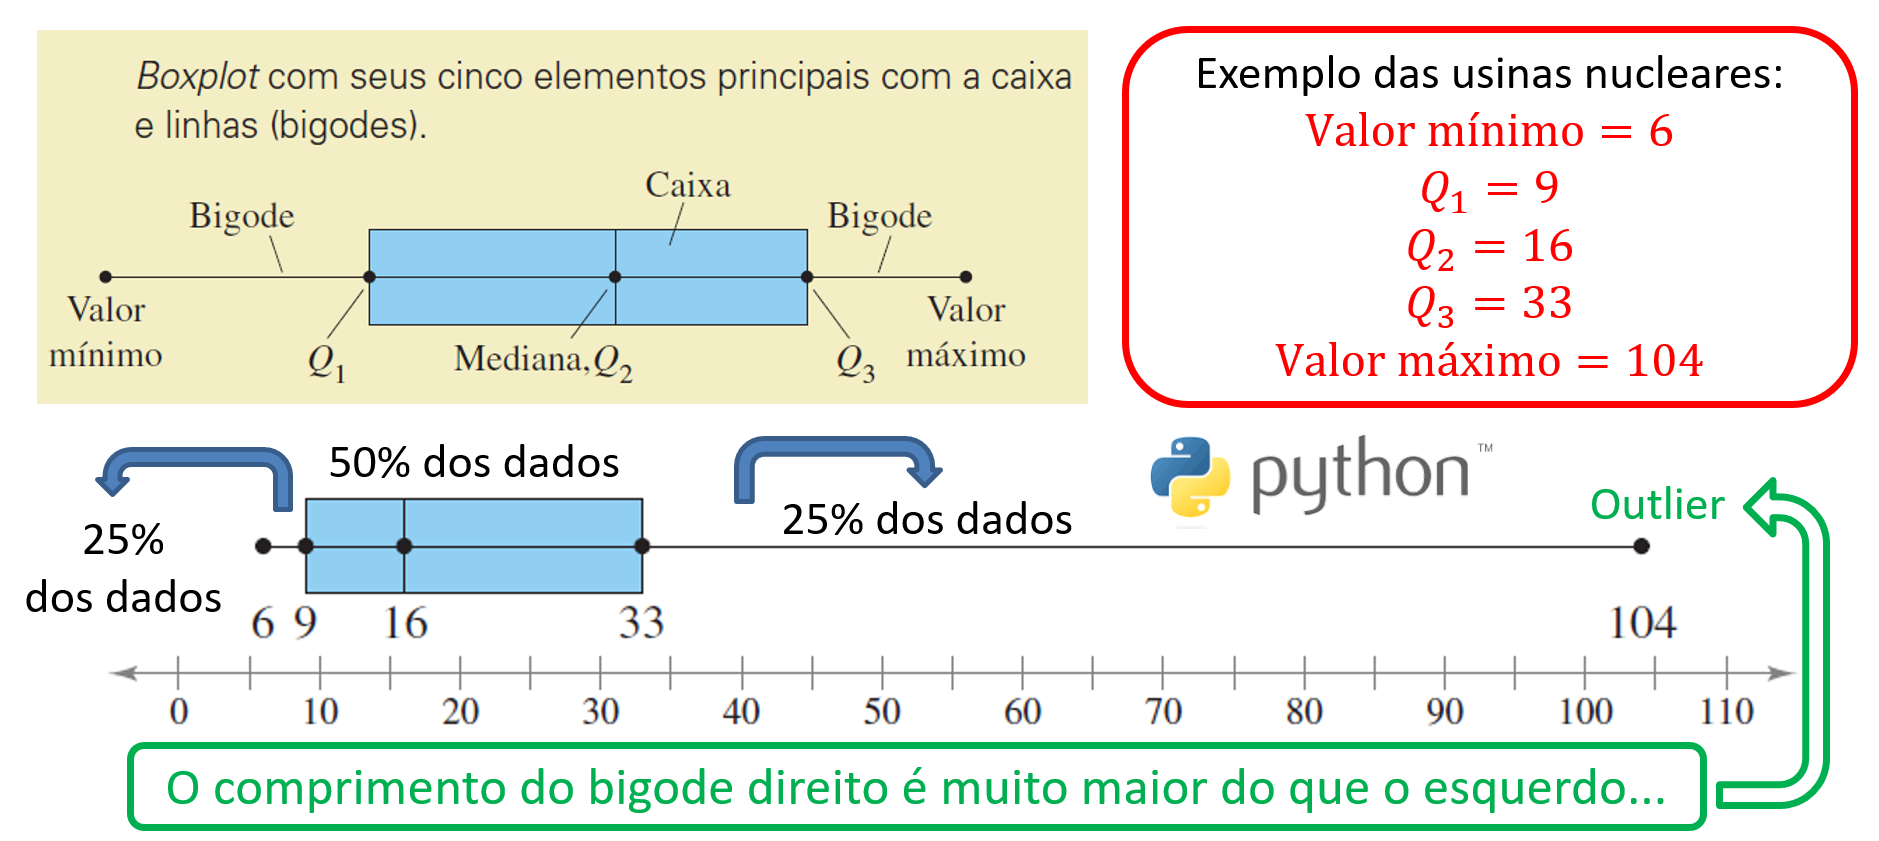 Boxplot com seus cinco elementos principais com a caixa
e linhas (bigodes).
Caixa
Bigode
Bigode
Valor
mínimo
Q1
Mediana, Q2
Q3
Valor
máximo
Exemplo das usinas nucleares:
Valor mínimo = 6
Q1 = 9
Q2 = 16
Q3 = 33
Valor máximo = 104
25%
dos dados
50% dos dados
25% dos dados
python™
Outlier
6 9 16 33 104
0 10 20 30 40 50 60 70 80 90 100 110
O comprimento do bigode direito é muito maior do que o esquerdo...